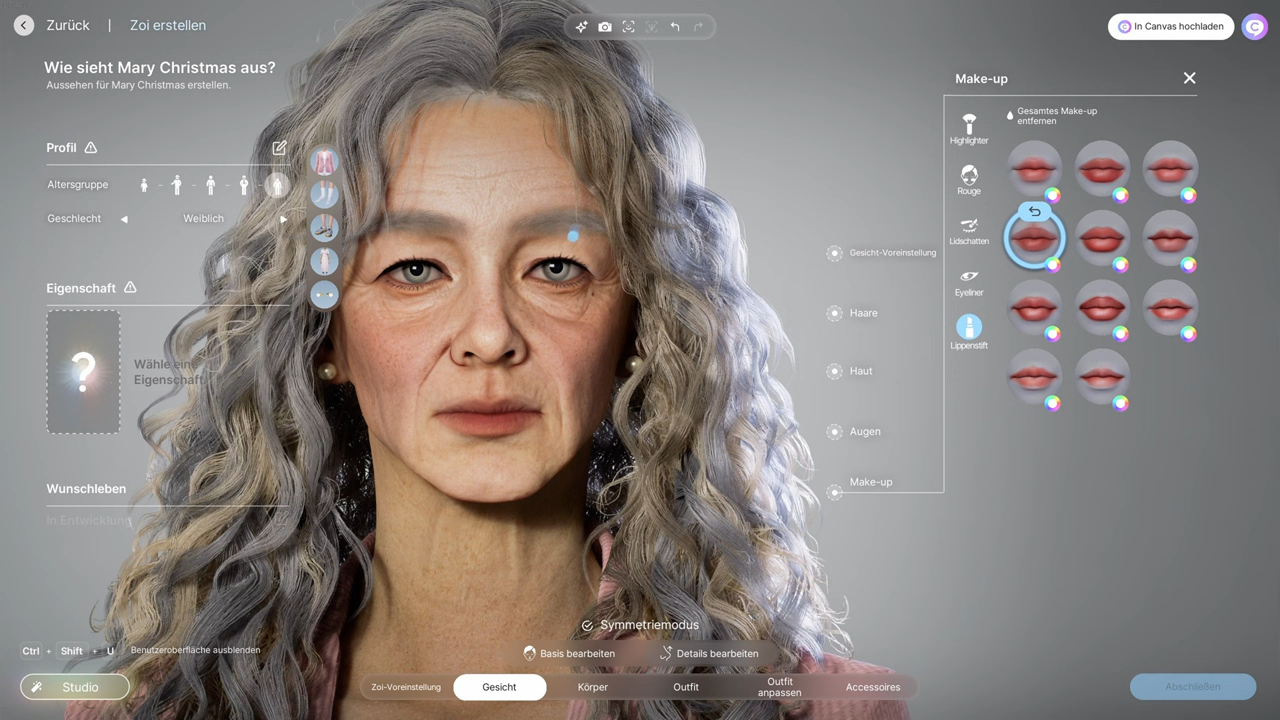 Zurück | Zoi erstellen
In Canvas hochladen
Wie sieht Mary Christmas aus?
Aussehen für Mary Christmas erstellen.
Profil
Altersgruppe
Geschlecht
Weiblich
Eigenschaft
?
Wähle eine
Eigenschaft
Wunschleben
In Entwicklung
Ctrl + Shift + U Benutzeroberfläche ausblenden
Studio
Gesicht-Voreinstellung
Haare
Haut
Augen
Make-up
Make-up
Gesamtes Make-up
entfernen
Highlighter
Rouge
Lidschatten
Eyeliner
Lippenstift
Symmetriemodus
Basis bearbeiten
Details bearbeiten
Zoi-Voreinstellung
Gesicht
Körper
Outfit
Outfit
anpassen
Accessoires
Abschließen